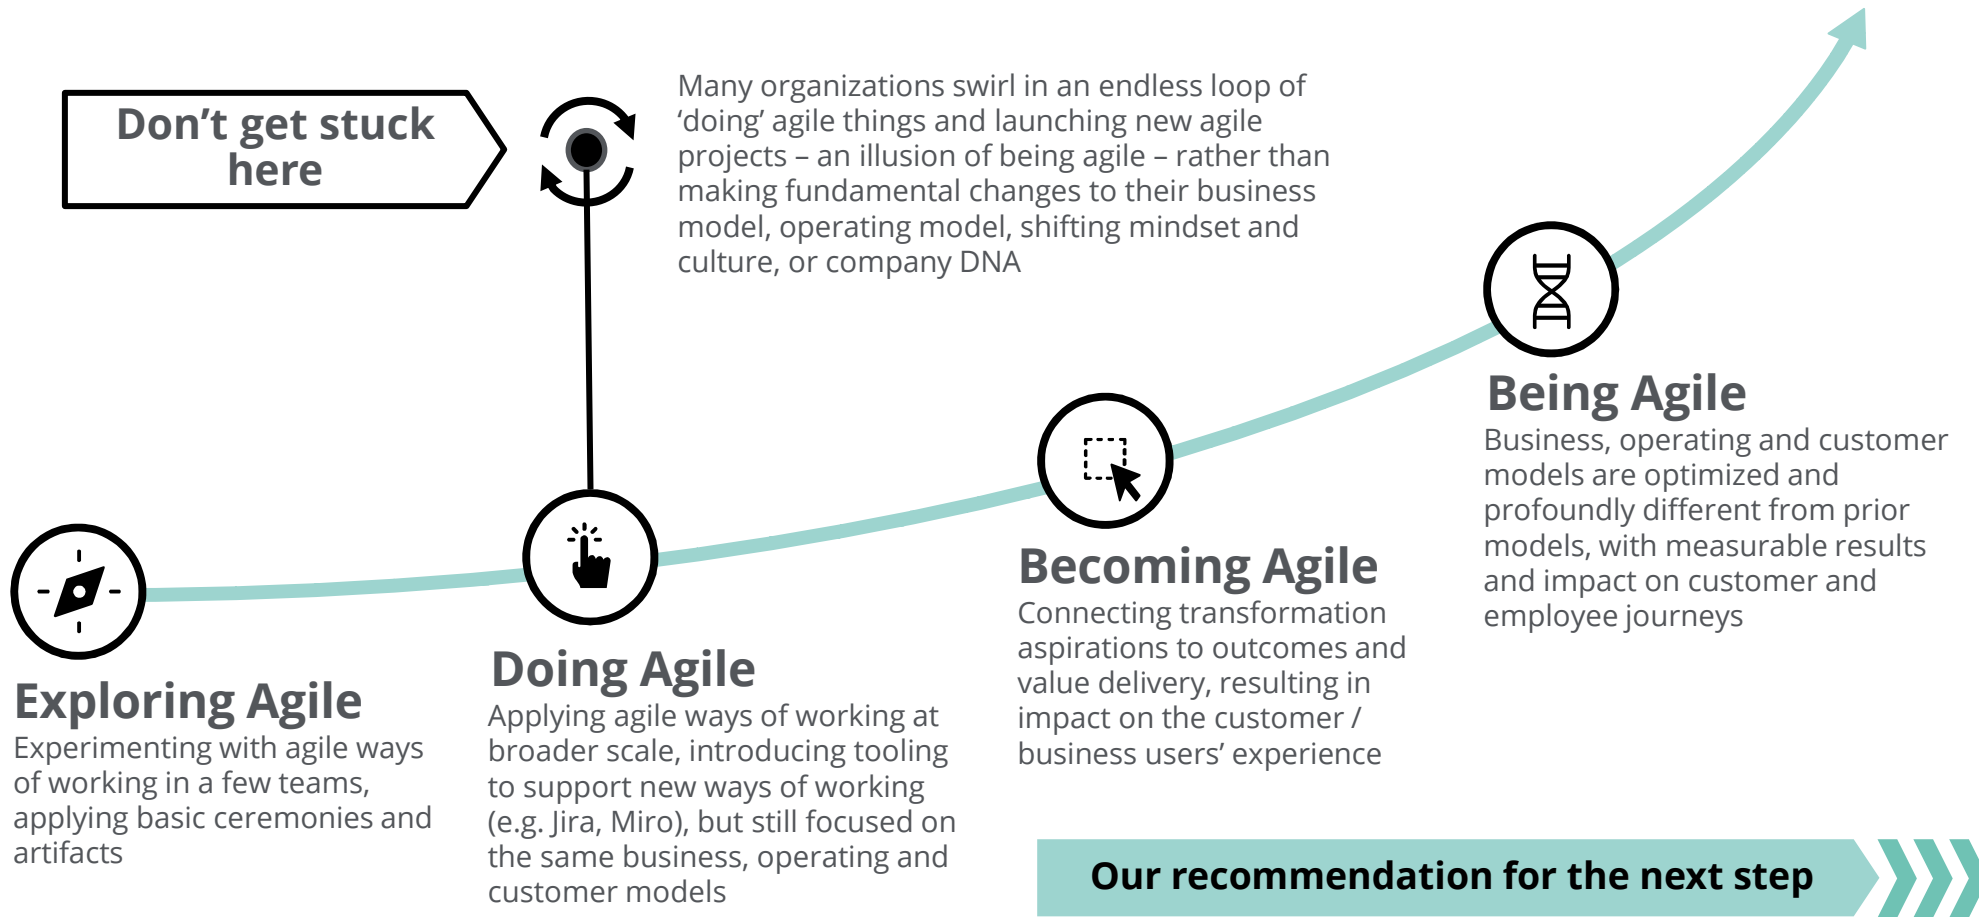 Don’t get stuck
here
Many organizations swirl in an endless loop of
‘doing’ agile things and launching new agile
projects – an illusion of being agile – rather than
making fundamental changes to their business
model, operating model, shifting mindset and
culture, or company DNA
Exploring Agile
Experimenting with agile ways
of working in a few teams,
applying basic ceremonies and
artifacts
Doing Agile
Applying agile ways of working at
broader scale, introducing tooling
to support new ways of working
(e.g. Jira, Miro), but still focused on
the same business, operating and
customer models
Becoming Agile
Connecting transformation
aspirations to outcomes and
value delivery, resulting in
impact on the customer /
business users’ experience
Being Agile
Business, operating and customer
models are optimized and
profoundly different from prior
models, with measurable results
and impact on customer and
employee journeys
Our recommendation for the next step